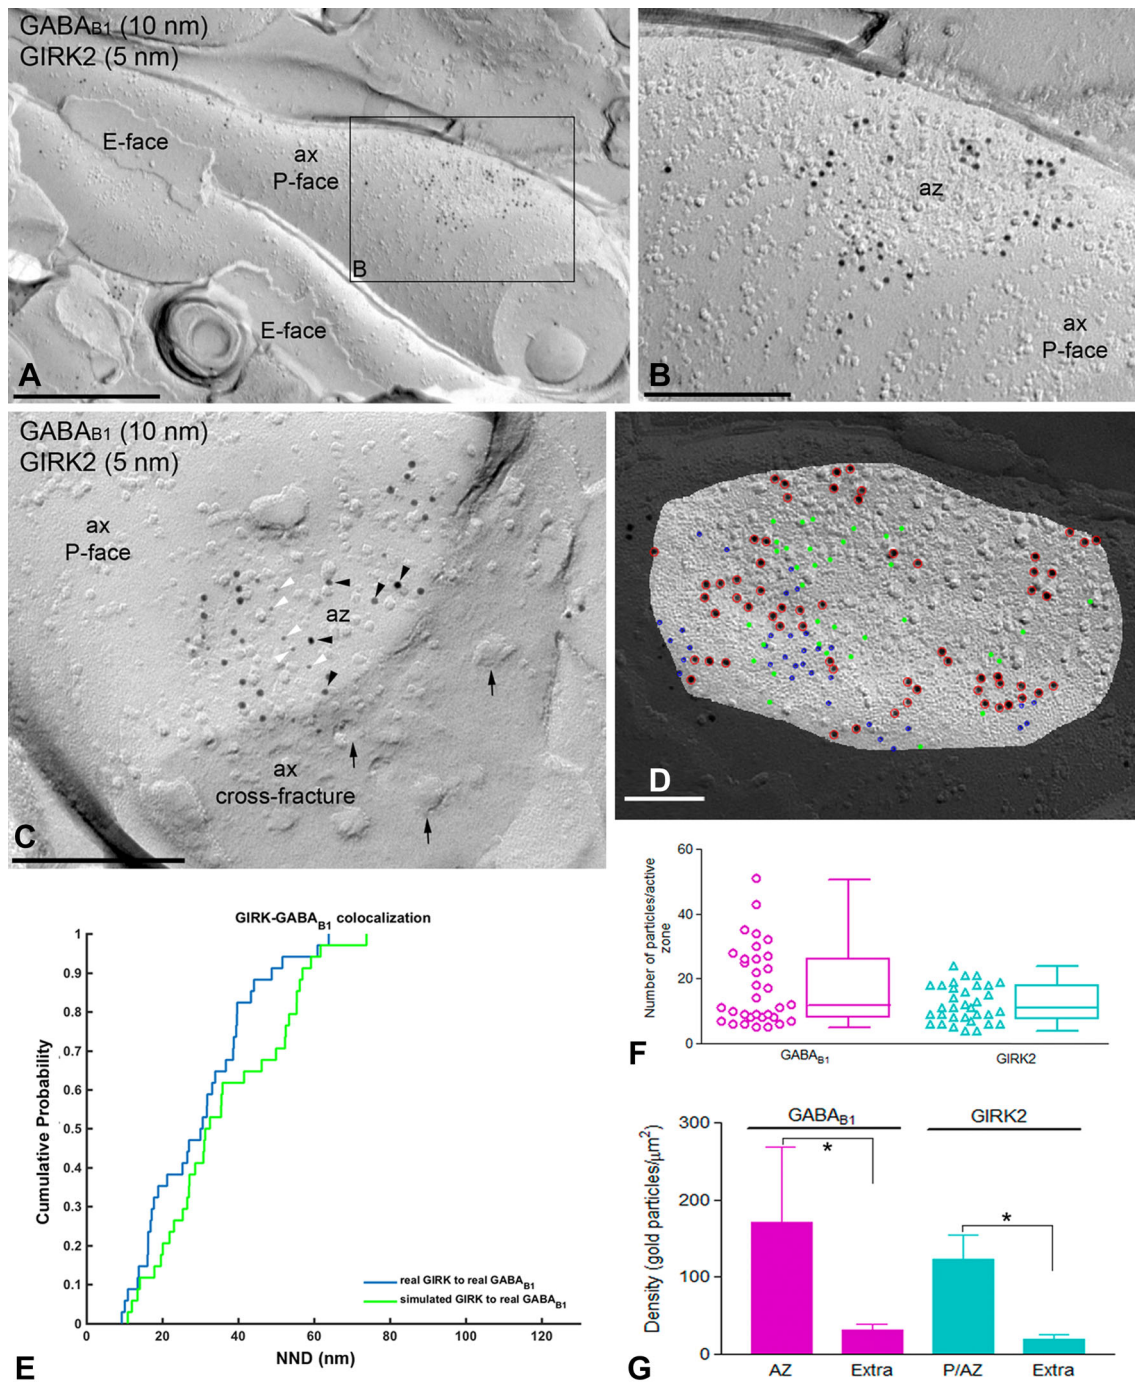 GABAB1 (10 nm)
GIRK2 (5 nm)
E-face
ax
P-face
B
E-face
A
az
ax
P-face
B
GABAB1 (10 nm)
GIRK2 (5 nm)
ax
P-face
az
ax
cross-fracture
C
D
GIRK-GABAB1 colocalization
Cumulative Probability
1
0.9
0.8
0.7
0.6
0.5
0.4
0.3
0.2
0.1
0
0 20 40 60 80 100 120
NND (nm)
real GIRK to real GABAB1
simulated GIRK to real GABAB1
E
Number of particles/active
zone
60
40
20
0
GABAB1 GIRK2
F
GABAB1 GIRK2
Density (gold particles/μm²)
300
200
100
0
* *
AZ Extra P/AZ Extra
G